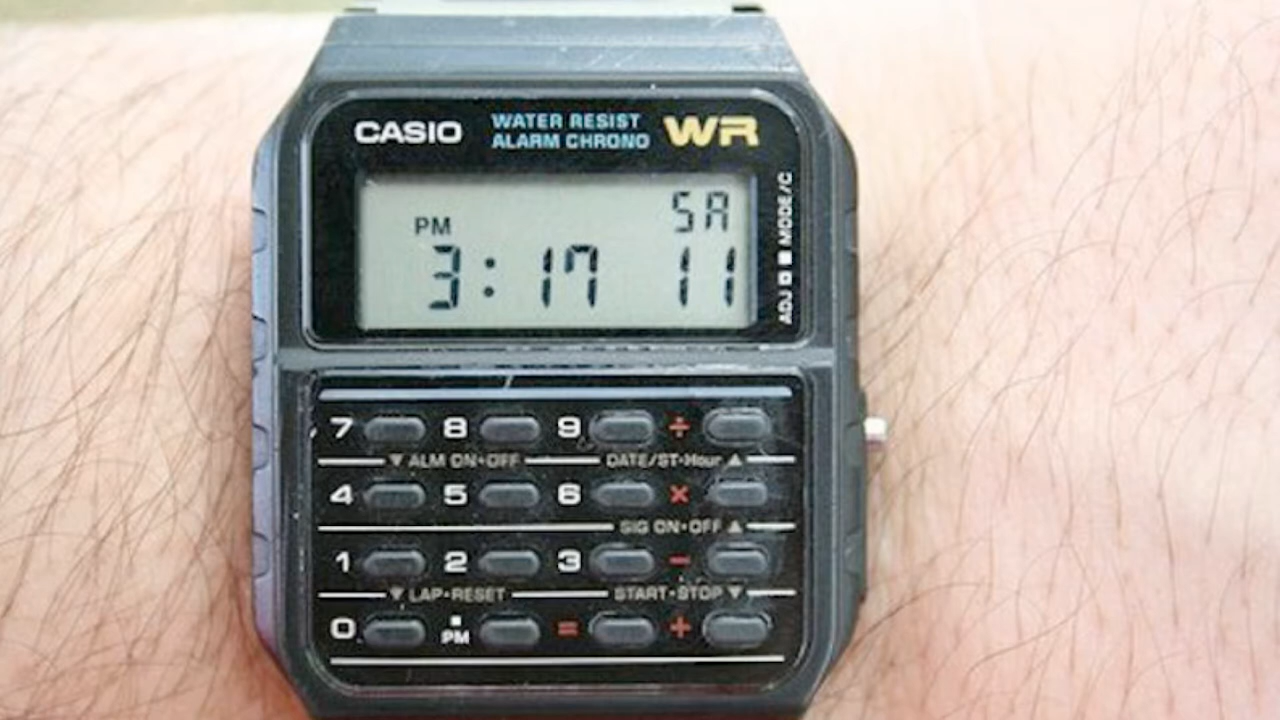 CASIO WATER RESIST WR
ALARM CHRONO
SA
PM
3:17 11
ADJ MODE/C
7 8 9 ÷
▼ ALM ON•OFF DATE/ST•Hour ▲
4 5 6 ×
SIG ON•OFF ▲
1 2 3 −
▼ LAP•RESET START•STOP ▼
0 . = +
PM